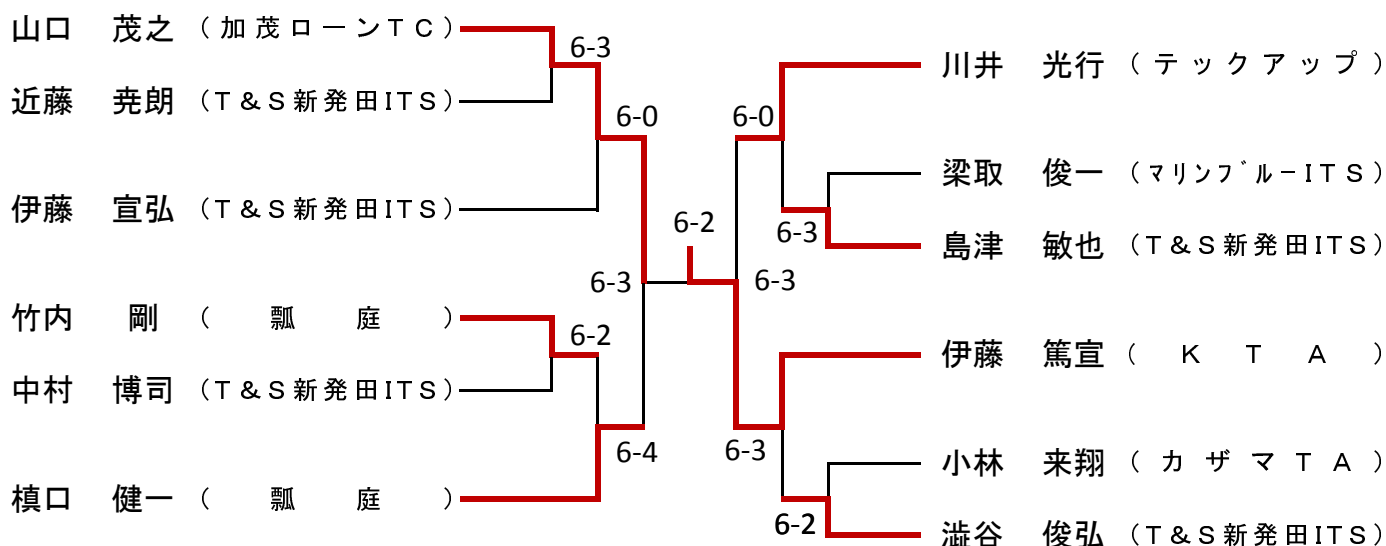 山口 茂之 (加茂ローンTC)
近藤 尭朗 (T&S新発田ITS)
伊藤 宣弘 (T&S新発田ITS)
竹内 剛 (瓢庭)
中村 博司 (T&S新発田ITS)
槙口 健一 (瓢庭)
6-3
6-0
6-2
6-4
6-3
6-2
6-3
6-0
6-3
6-3
6-2
川井 光行 (テックアップ)
梁取 俊一 (マリンブルーITS)
島津 敏也 (T&S新発田ITS)
伊藤 篤宣 (KTA)
小林 来翔 (カザマTA)
澁谷 俊弘 (T&S新発田ITS)